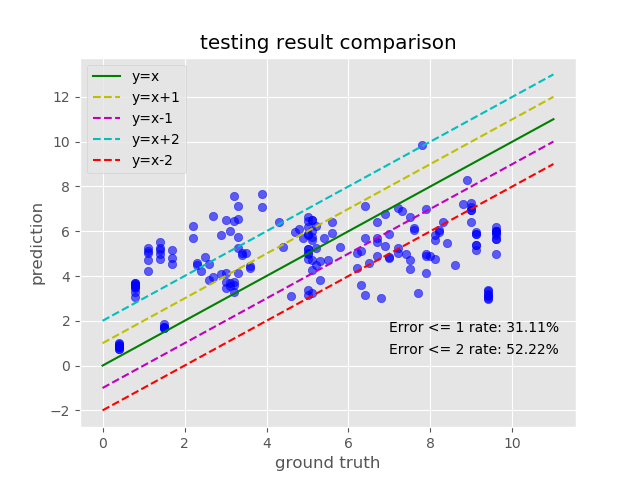 testing result comparison
y=x
y=x+1
y=x-1
y=x+2
y=x-2
12
10
8
6
4
2
0
−2
prediction
Error <= 1 rate: 31.11%
Error <= 2 rate: 52.22%
0 2 4 6 8 10
ground truth